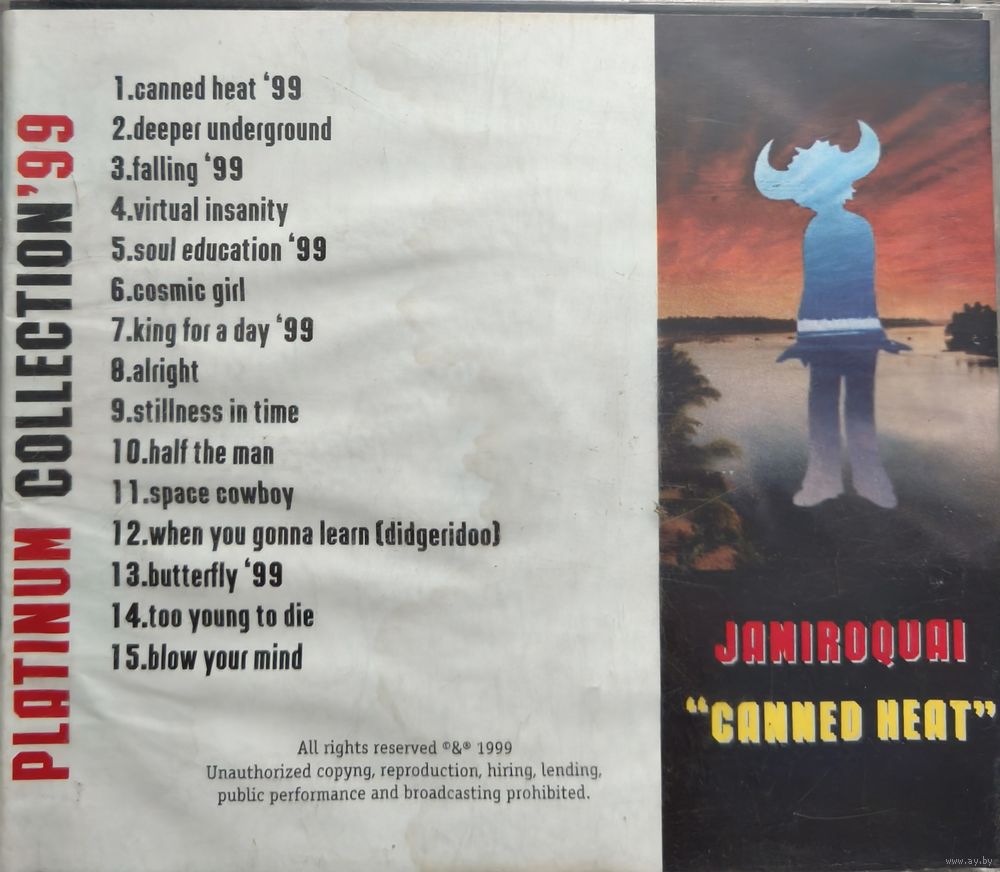 PLATINUM COLLECTION'99
1.canned heat ‘99
2.deeper underground
3.falling ‘99
4.virtual insanity
5.soul education ‘99
6.cosmic girl
7.king for a day ‘99
8.alright
9.stillness in time
10.half the man
11.space cowboy
12.when you gonna learn (didgeridoo)
13.butterfly ‘99
14.too young to die
15.blow your mind
All rights reserved ©&® 1999
Unauthorized copyng, reproduction, hiring, lending,
public performance and broadcasting prohibited.
JAMIROQUAI
“CANNED HEAT”
www.ay.by